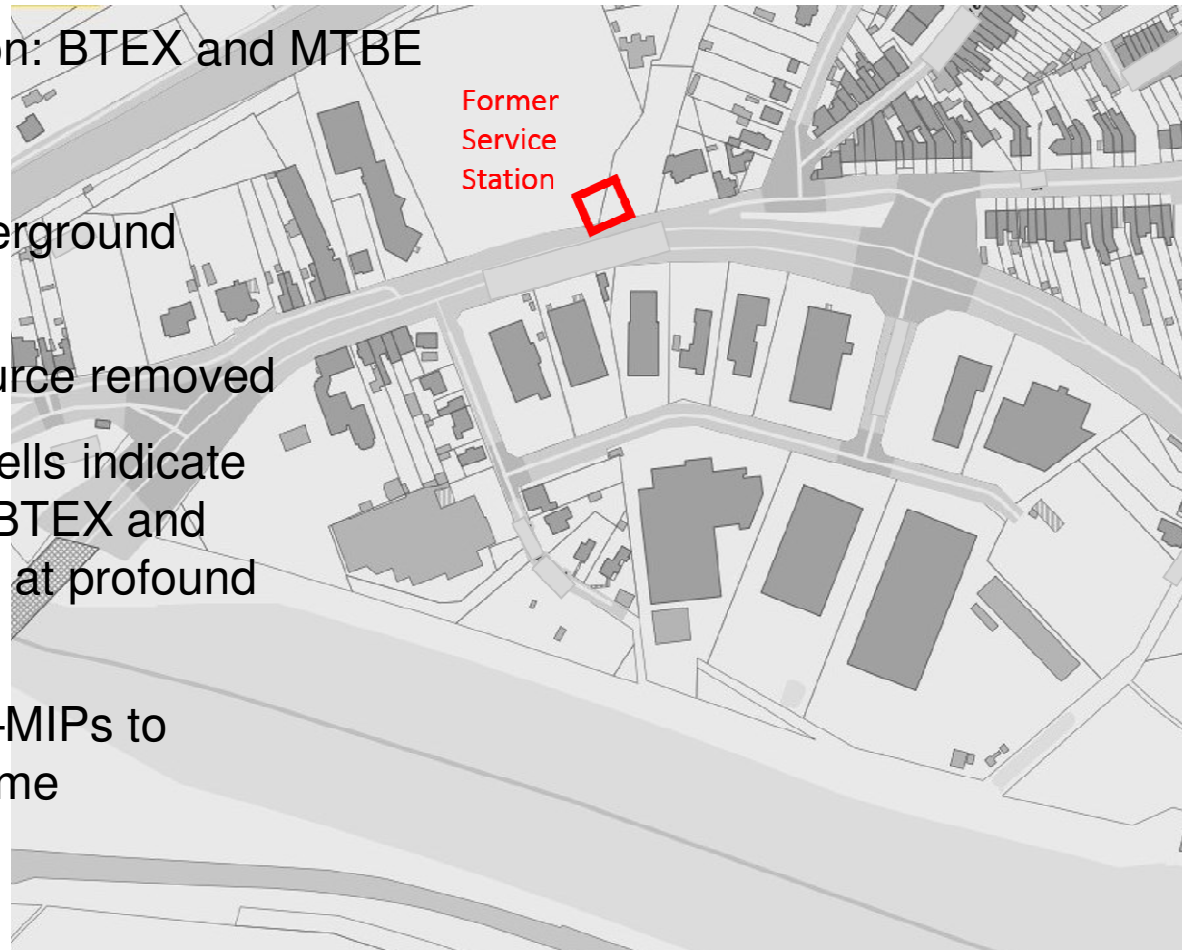 n: BTEX and MTBE
Former
Service
Station
erground
urce removed
ells indicate
BTEX and
at profound
-MIPs to
me